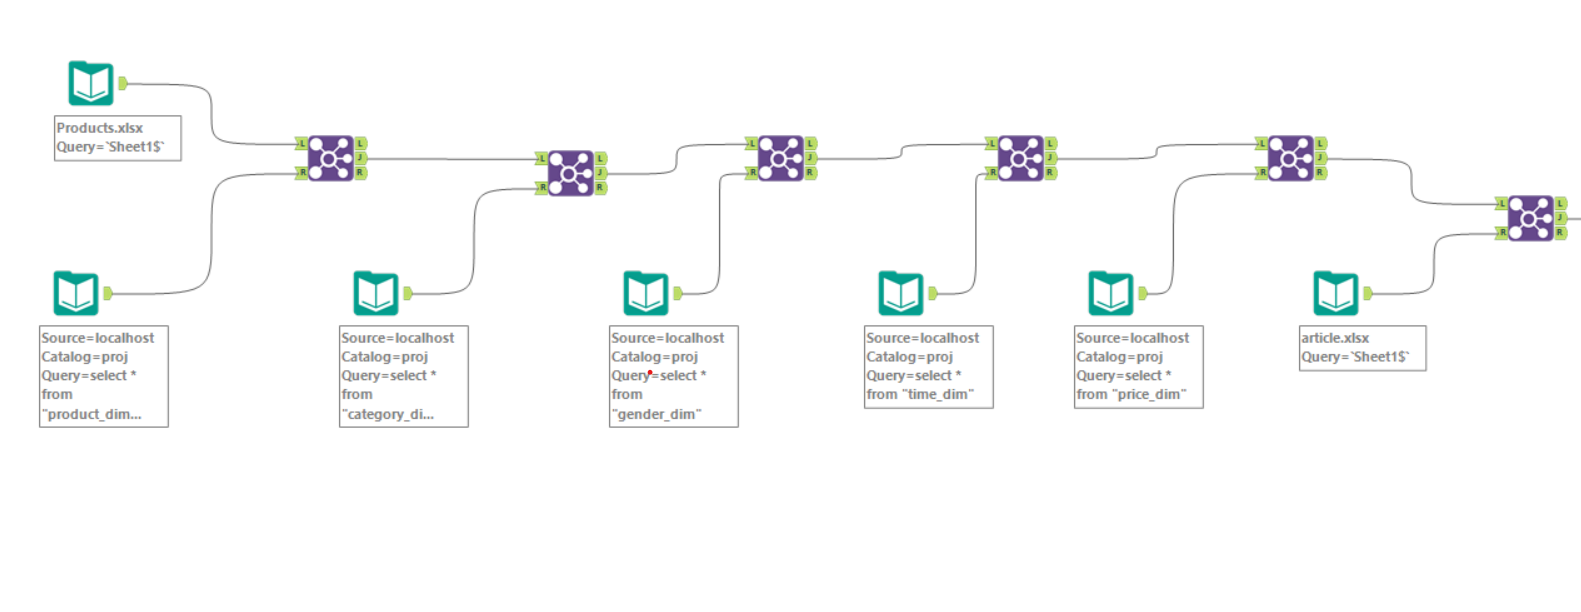 Products.xlsx
Query=`Sheet1$`
L
R
L
J
R
L
R
L
J
R
L
R
L
J
R
L
R
L
J
R
L
R
L
J
R
L
R
L
J
R
Source=localhost
Catalog=proj
Query=select *
from
"product_dim...
Source=localhost
Catalog=proj
Query=select *
from
"category_di...
Source=localhost
Catalog=proj
Query=select *
from
"gender_dim"
Source=localhost
Catalog=proj
Query=select *
from "time_dim"
Source=localhost
Catalog=proj
Query=select *
from "price_dim"
article.xlsx
Query=`Sheet1$`